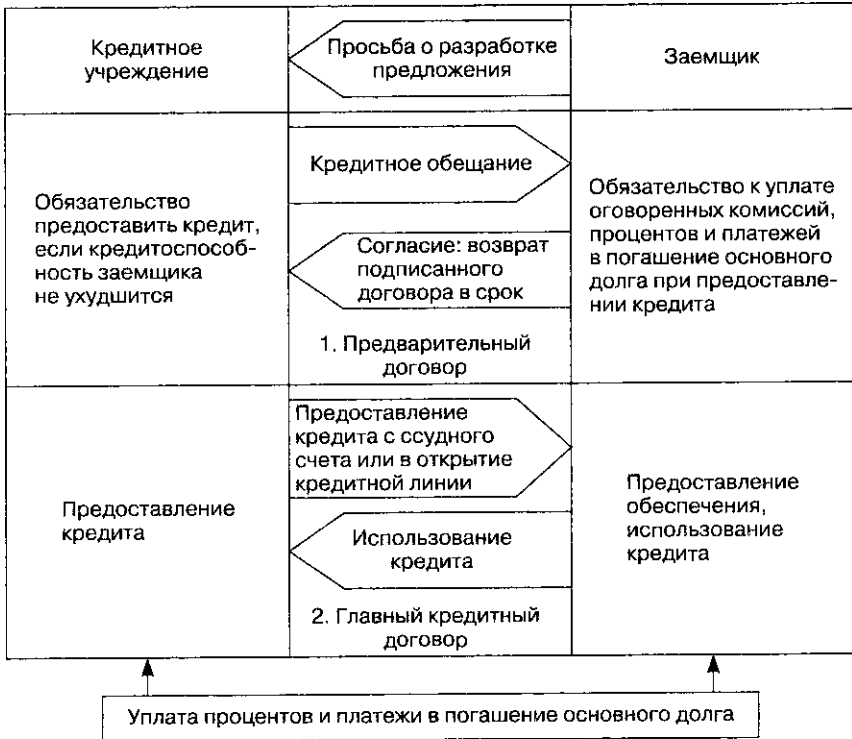 Кредитное
учреждение
Просьба о разработке
предложения
Заемщик
Обязательство
предоставить кредит,
если кредитоспособ-
ность заемщика
не ухудшится
Кредитное обещание
Согласие: возврат
подписанного
договора в срок
1. Предварительный
договор
Обязательство к уплате
оговоренных комиссий,
процентов и платежей
в погашение основного
долга при предоставле-
нии кредита
Предоставление
кредита
Предоставление
кредита с ссудного
счета или в открытие
кредитной линии
Использование
кредита
2. Главный кредитный
договор
Предоставление
обеспечения,
использование
кредита
Уплата процентов и платежи в погашение основного долга